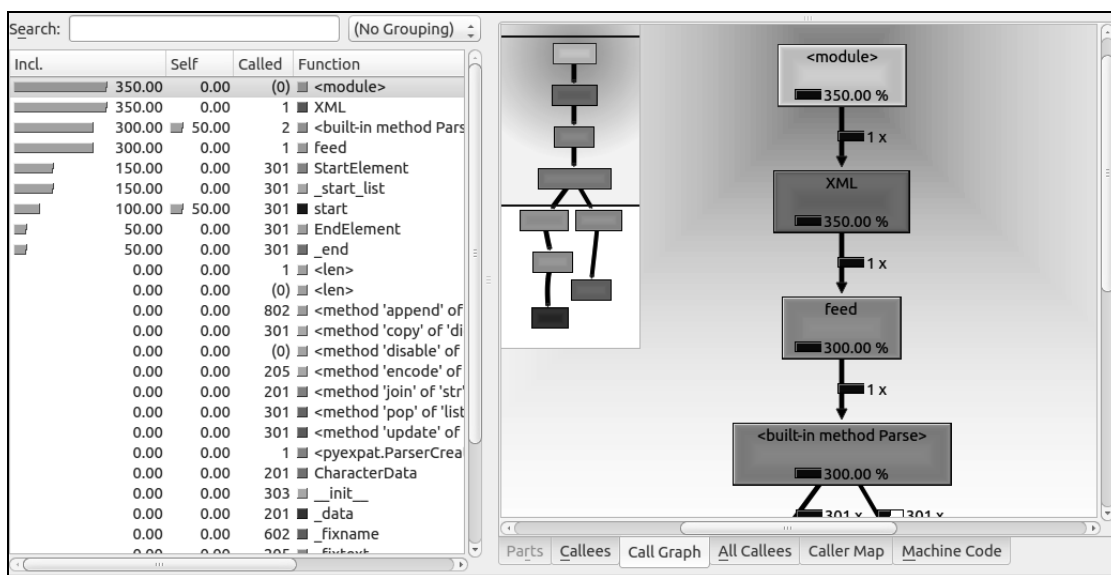 Search: (No Grouping)
Incl. Self Called Function
350.00 0.00 (0) <module>
350.00 0.00 1 XML
300.00 50.00 2 <built-in method Pars
300.00 0.00 1 feed
150.00 0.00 301 StartElement
150.00 0.00 301 _start_list
100.00 50.00 301 start
50.00 0.00 301 EndElement
50.00 0.00 301 _end
0.00 0.00 1 <len>
0.00 0.00 (0) <len>
0.00 0.00 802 <method 'append' of
0.00 0.00 301 <method 'copy' of 'di
0.00 0.00 (0) <method 'disable' of
0.00 0.00 205 <method 'encode' of
0.00 0.00 201 <method 'join' of 'str'
0.00 0.00 301 <method 'pop' of 'list
0.00 0.00 301 <method 'update' of
0.00 0.00 1 <pyexpat.ParserCrea
0.00 0.00 201 CharacterData
0.00 0.00 303 __init__
0.00 0.00 201 _data
0.00 0.00 602 _fixname
0.00 0.00 205 _fixtext
<module>
350.00 %
1 x
XML
350.00 %
1 x
feed
300.00 %
1 x
<built-in method Parse>
300.00 %
301 x 301 x
Parts Callees Call Graph All Callees Caller Map Machine Code